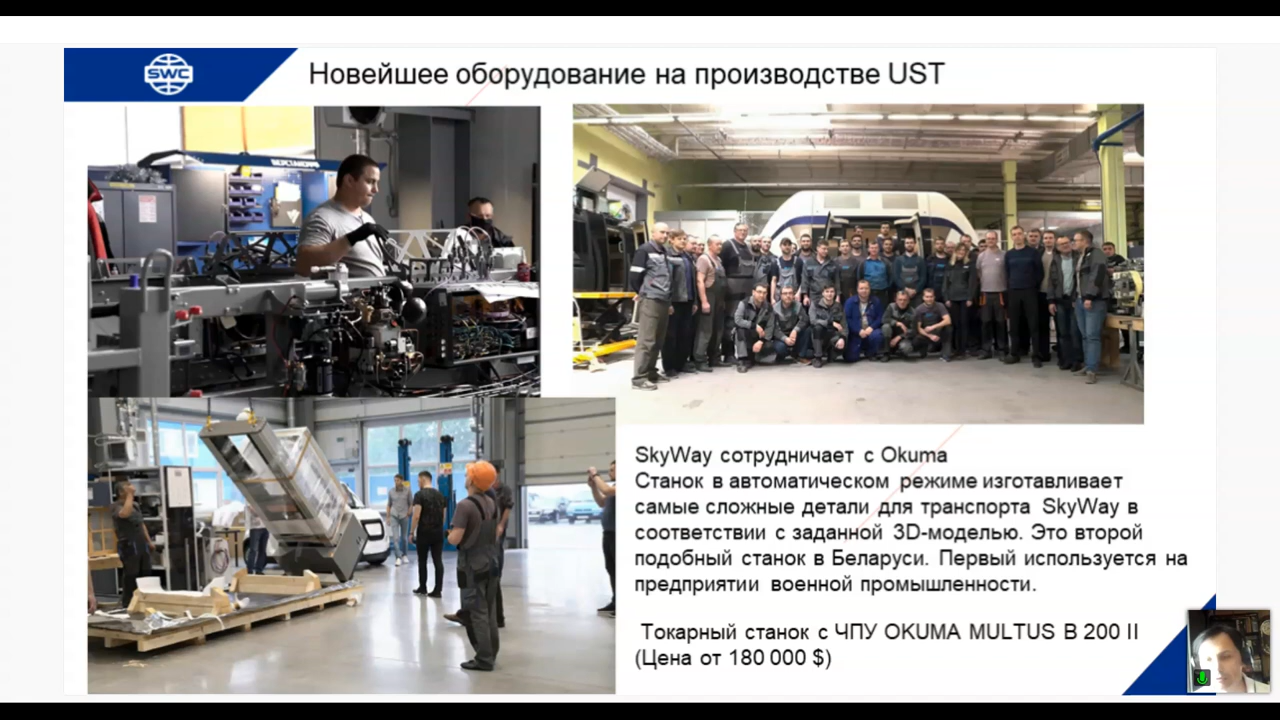 SWC
Новейшее оборудование на производстве UST
SkyWay сотрудничает с Okuma
Станок в автоматическом режиме изготавливает
самые сложные детали для транспорта SkyWay в
соответствии с заданной 3D-моделью. Это второй
подобный станок в Беларуси. Первый используется на
предприятии военной промышленности.
Токарный станок с ЧПУ OKUMA MULTUS B 200 II
(Цена от 180 000 $)